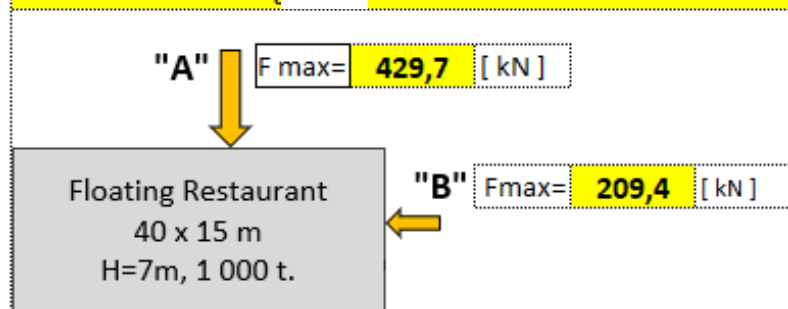 "A" F max= 429,7 [ kN ]
"B" Fmax= 209,4 [ kN ]
Floating Restaurant
40 x 15 m
H=7m, 1 000 t.